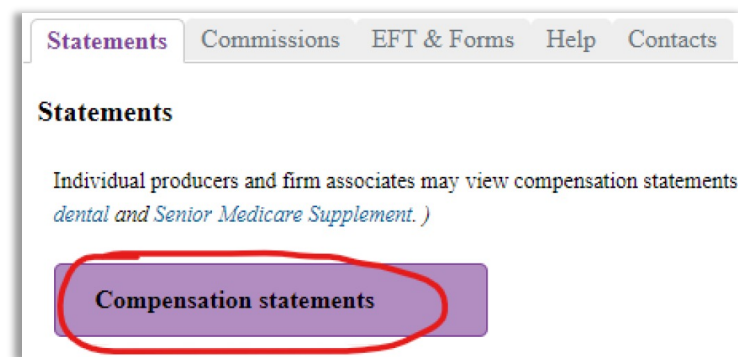 Statements Commissions EFT & Forms Help Contacts
Statements
Individual producers and firm associates may view compensation statements
dental and Senior Medicare Supplement. )
Compensation statements